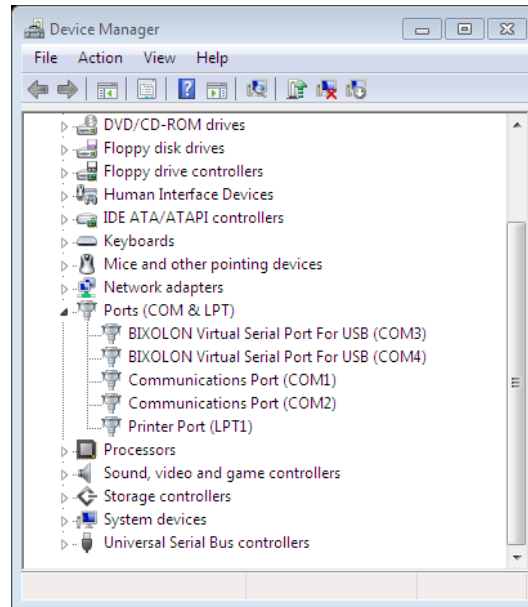 Device Manager
File Action View Help
DVD/CD-ROM drives
Floppy disk drives
Floppy drive controllers
Human Interface Devices
IDE ATA/ATAPI controllers
Keyboards
Mice and other pointing devices
Network adapters
Ports (COM & LPT)
BIXOLON Virtual Serial Port For USB (COM3)
BIXOLON Virtual Serial Port For USB (COM4)
Communications Port (COM1)
Communications Port (COM2)
Printer Port (LPT1)
Processors
Sound, video and game controllers
Storage controllers
System devices
Universal Serial Bus controllers